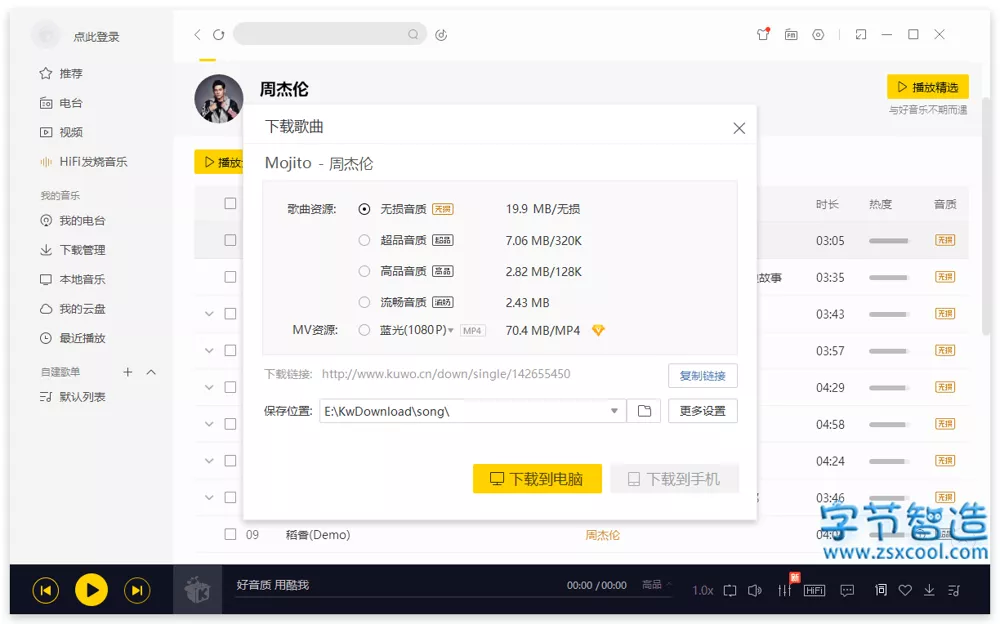 点此登录
推荐
电台
视频
HiFi发烧音乐
我的音乐
我的电台
下载管理
本地音乐
我的云盘
最近播放
自建歌单
默认列表
周杰伦
播放精选
与好音乐不期而遇
播放
时长 热度 音质
03:05 无损
故事 03:35 无损
03:43 无损
03:57 无损
04:29 无损
04:58 无损
04:24 无损
03:46 无损
09 稻香(Demo) 周杰伦
下载歌曲
Mojito - 周杰伦
歌曲资源: 无损音质 无损 19.9 MB/无损
超品音质 超品 7.06 MB/320K
高品音质 高品 2.82 MB/128K
流畅音质 流畅 2.43 MB
MV资源: 蓝光(1080P) MP4 70.4 MB/MP4
下载链接: http://www.kuwo.cn/down/single/142655450 复制链接
保存位置: E:\KwDownload\song\ 更多设置
下载到电脑 下载到手机
字节智造
www.zsxcool.com
好音质 用酷我 00:00 / 00:00 高品 1.0x 新 HiFi 词